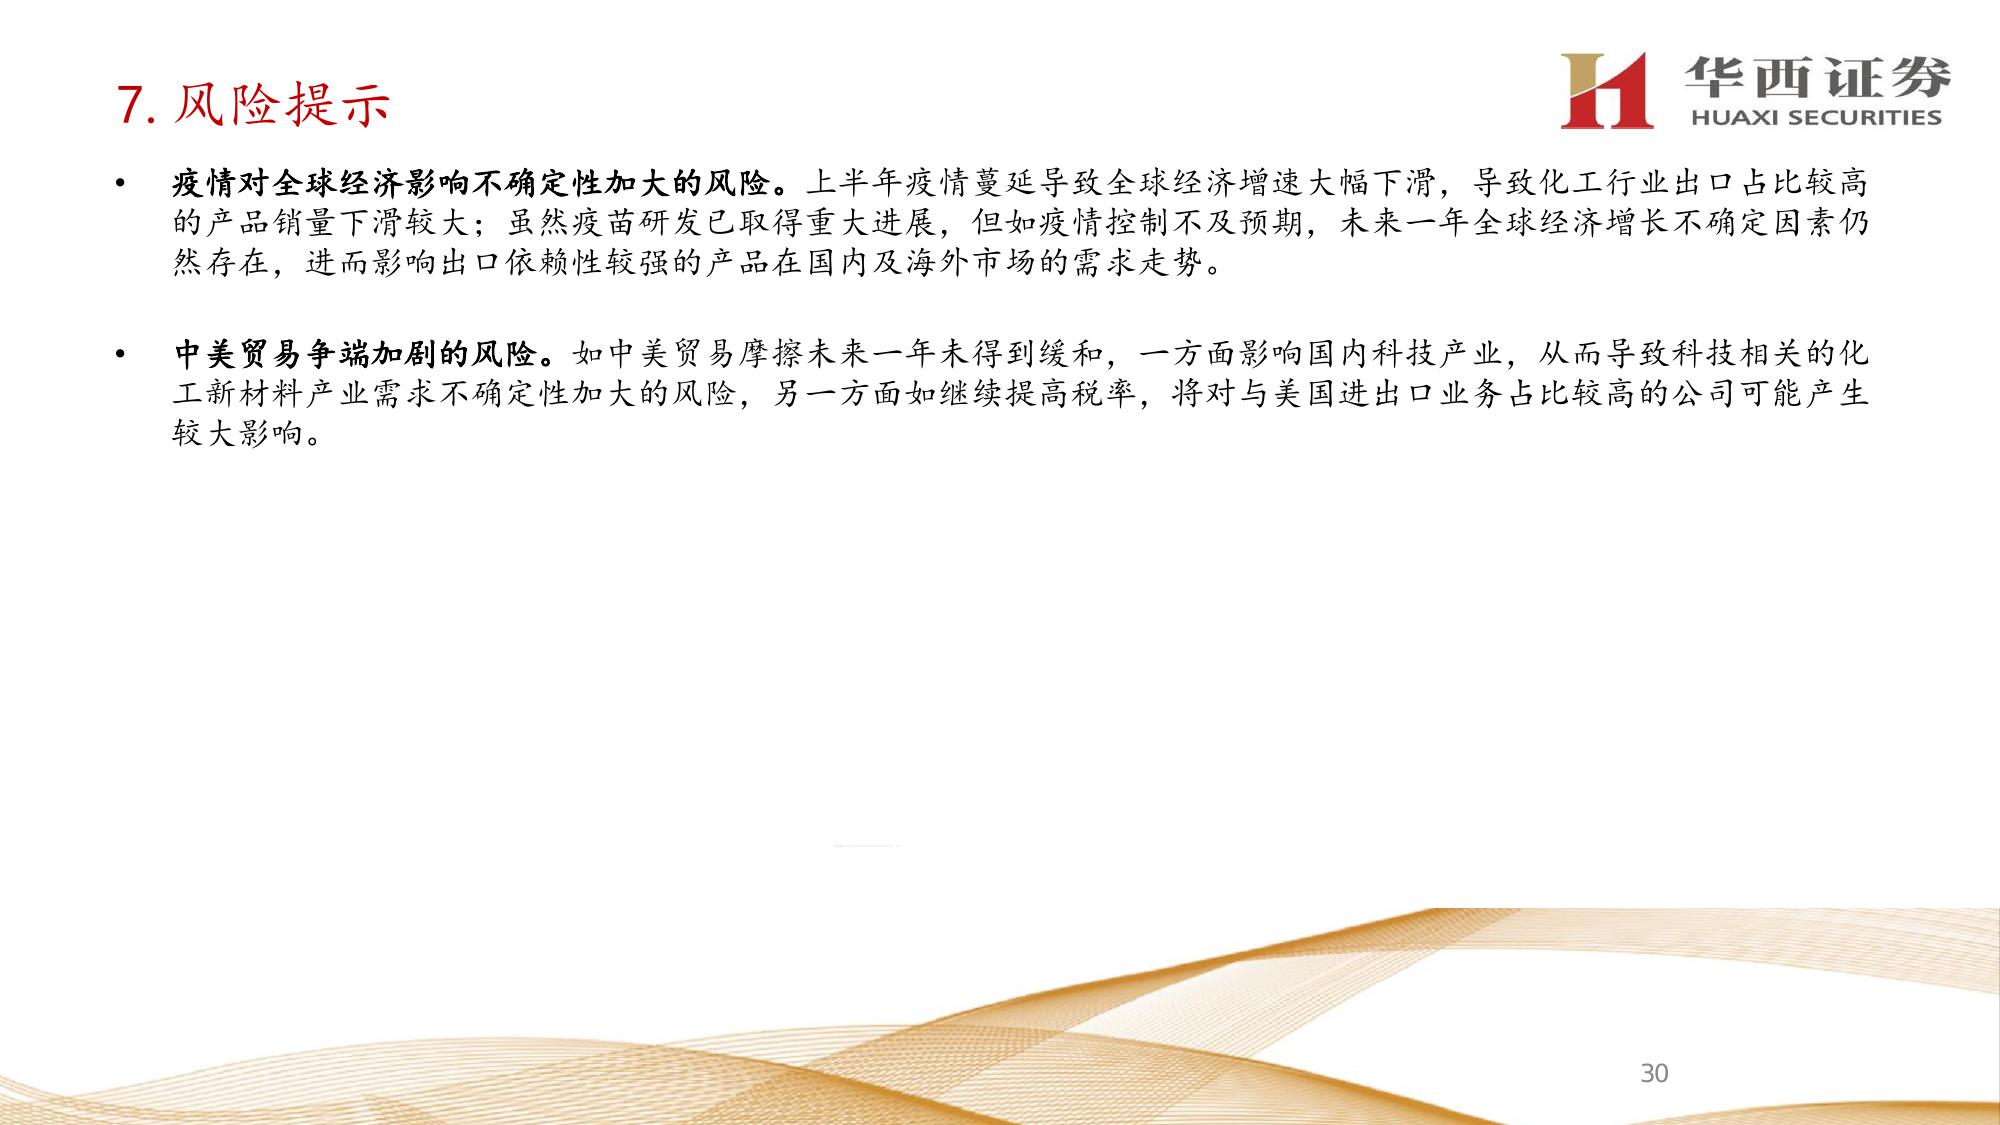 7. 风险提示
华西证券
HUAXI SECURITIES
• 疫情对全球经济影响不确定性加大的风险。上半年疫情蔓延导致全球经济增速大幅下滑，导致化工行业出口占比较高
的产品销量下滑较大；虽然疫苗研发已取得重大进展，但如疫情控制不及预期，未来一年全球经济增长不确定因素仍
然存在，进而影响出口依赖性较强的产品在国内及海外市场的需求走势。
• 中美贸易争端加剧的风险。如中美贸易摩擦未来一年未得到缓和，一方面影响国内科技产业，从而导致科技相关的化
工新材料产业需求不确定性加大的风险，另一方面如继续提高税率，将对与美国进出口业务占比较高的公司可能产生
较大影响。
30